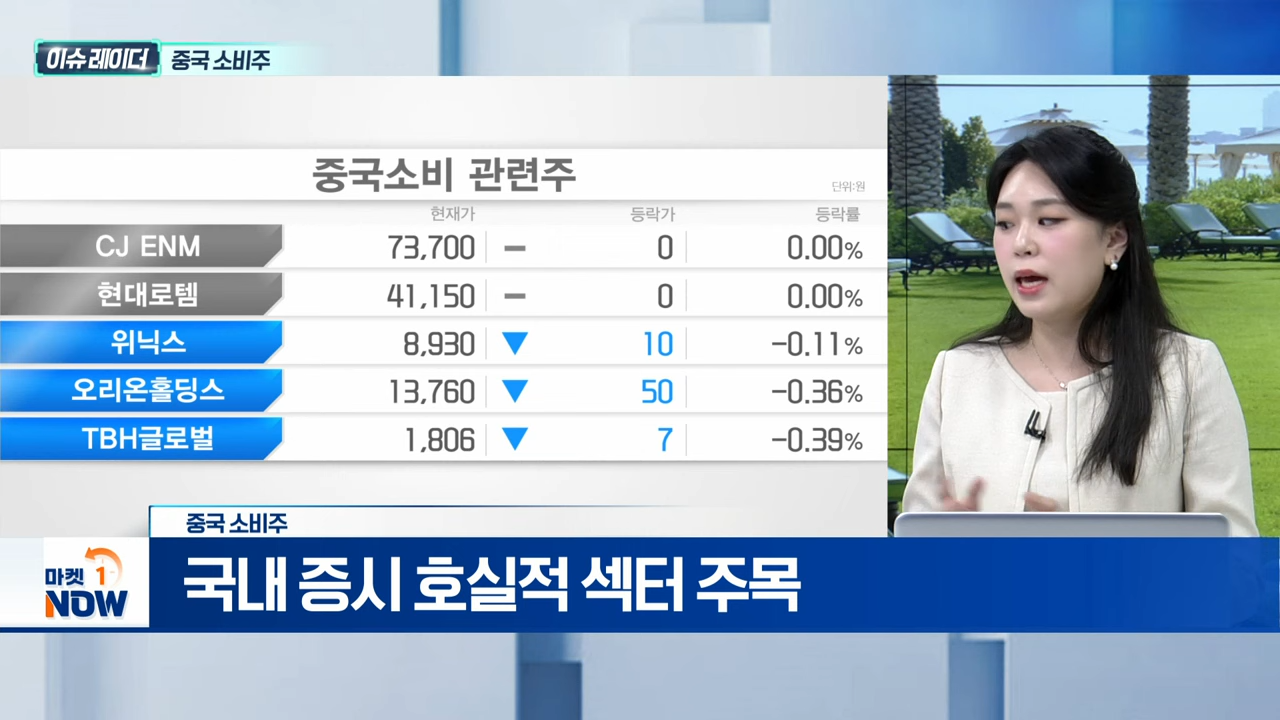 이슈 레이더 중국 소비주
중국소비 관련주
단위:원
현재가 등락가 등락률
CJ ENM 73,700 – 0 0.00%
현대로템 41,150 – 0 0.00%
위닉스 8,930 ▼ 10 -0.11%
오리온홀딩스 13,760 ▼ 50 -0.36%
TBH글로벌 1,806 ▼ 7 -0.39%
중국 소비주
마켓 1
NOW
국내 증시 호실적 섹터 주목